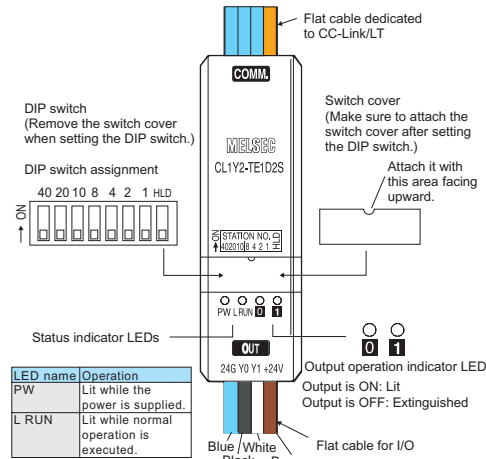 Flat cable dedicated
to CC-Link/LT
COMM.
DIP switch
(Remove the switch cover
when setting the DIP switch.)
Switch cover
(Make sure to attach the
switch cover after setting
the DIP switch.)
MELSEC
CL1Y2-TE1D2S
DIP switch assignment
40 20 10 8 4 2 1 HLD
ON
Attach it with
this area facing
upward.
STATION NO.
ON
40 20 10 8 4 2 1 HLD
PW L RUN 0 1
Status indicator LEDs
0 1
OUT
Output operation indicator LED
24G Y0 Y1 +24V
Output is ON: Lit
Output is OFF: Extinguished
LED name Operation
PW Lit while the
power is supplied.
L RUN Lit while normal
operation is
executed.
Blue White
Black
Flat cable for I/O